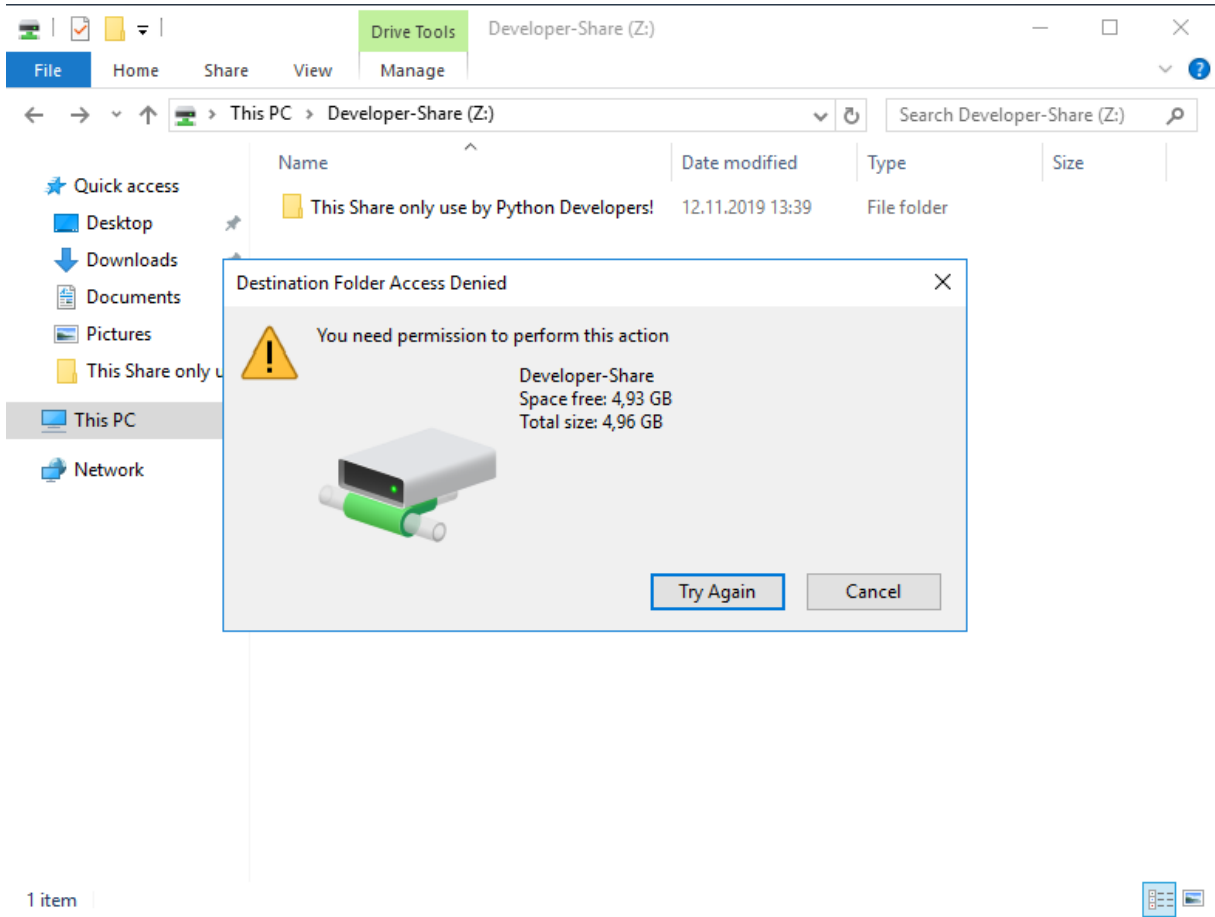 Drive Tools Developer-Share (Z:)
File Home Share View Manage
This PC Developer-Share (Z:) Search Developer-Share (Z:)
Name Date modified Type Size
Quick access
This Share only use by Python Developers! 12.11.2019 13:39 File folder
Desktop
Downloads
Documents
Pictures
This Share only u
This PC
Network
Destination Folder Access Denied
You need permission to perform this action
Developer-Share
Space free: 4,93 GB
Total size: 4,96 GB
Try Again Cancel
1 item